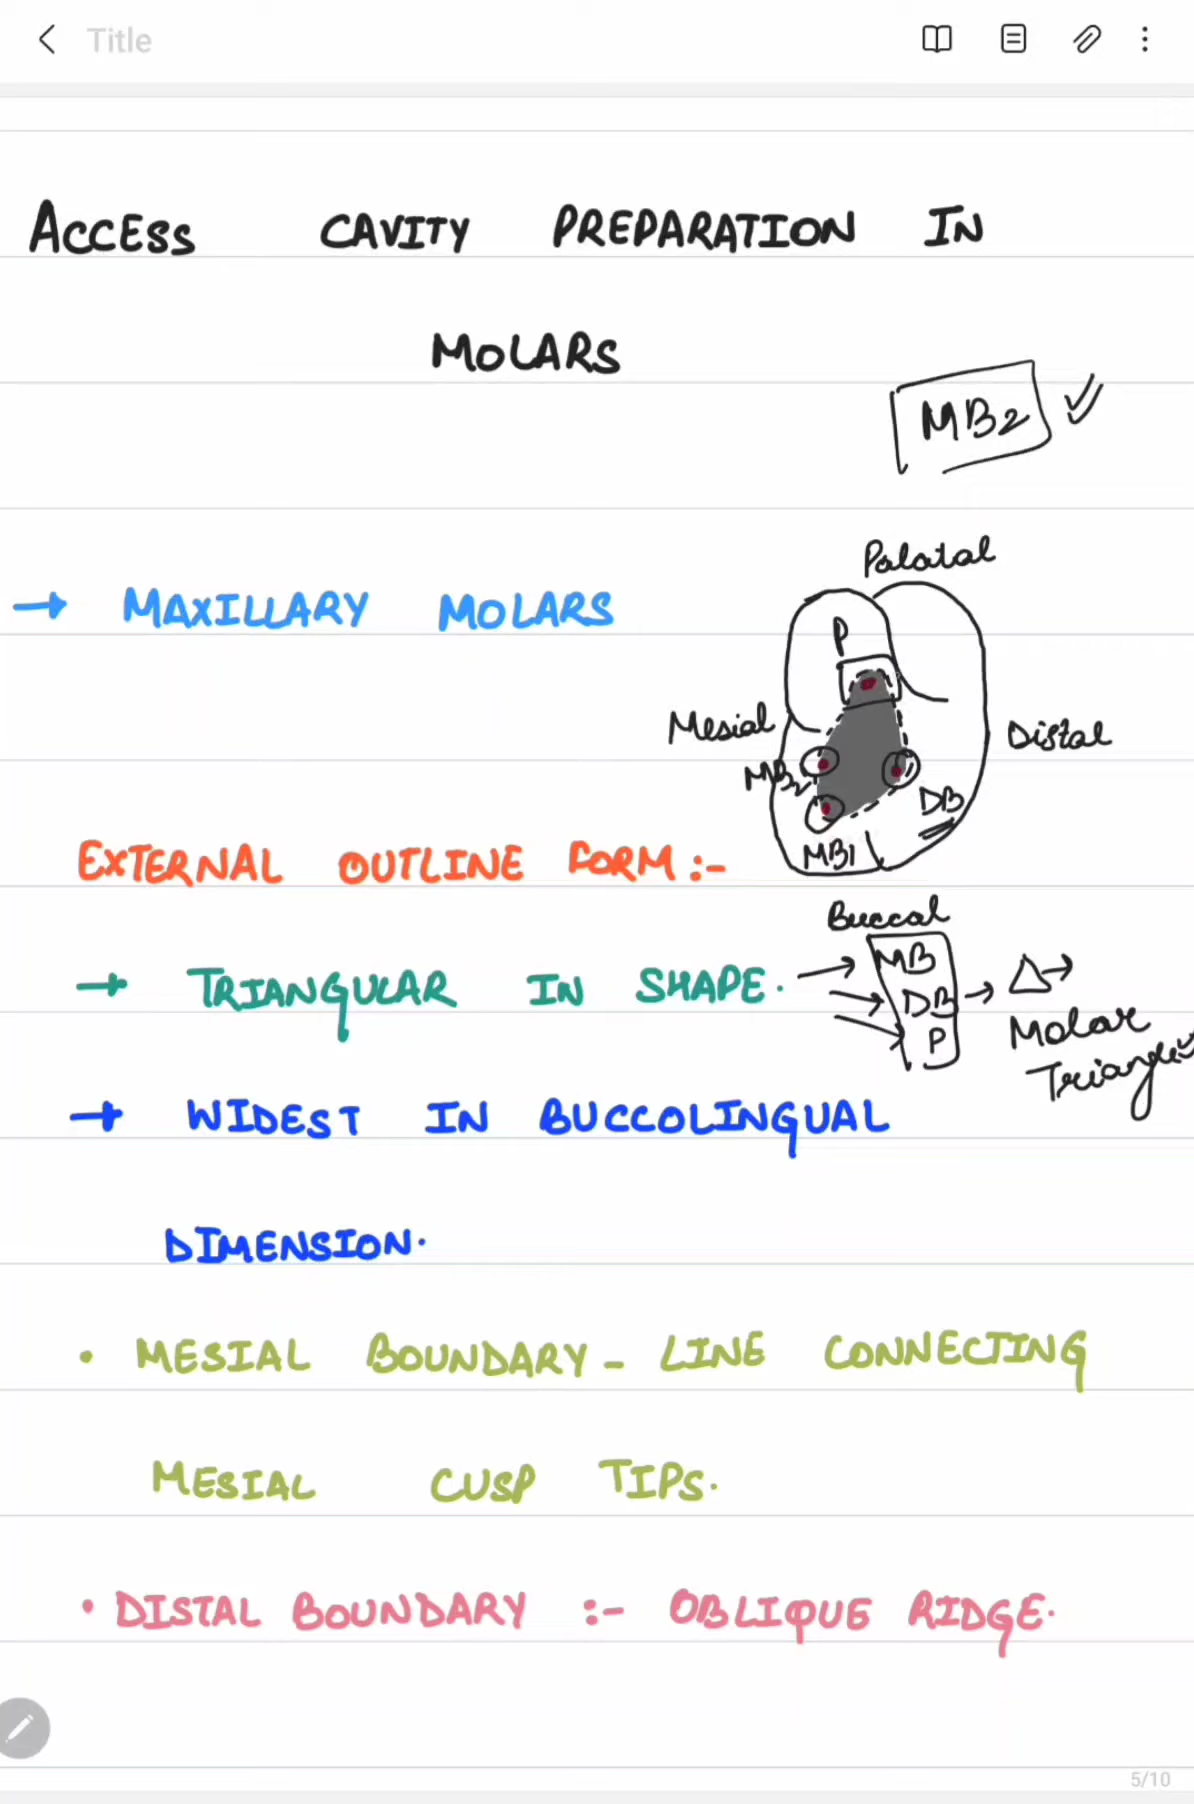 Title
ACCESS CAVITY PREPARATION IN
MOLARS
MB2
→ MAXILLARY MOLARS
Palatal
P
Mesial
Distal
MB2
DB
MB1
Buccal
EXTERNAL OUTLINE FORM :-
→ TRIANGULAR IN SHAPE.
→ MB
→ DB → Δ →
→ P
Molar
Triangle
→ WIDEST IN BUCCOLINGUAL
DIMENSION.
• MESIAL BOUNDARY - LINE CONNECTING
MESIAL CUSP TIPS.
• DISTAL BOUNDARY :- OBLIQUE RIDGE.
5/10